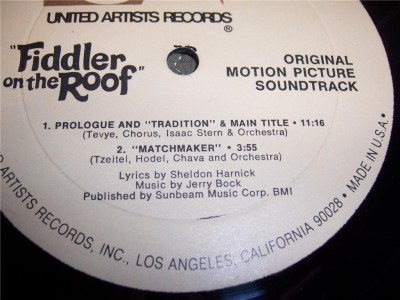 UNITED ARTISTS RECORDS
®
"Fiddler
on the Roof"
ORIGINAL
MOTION PICTURE
SOUNDTRACK
1. PROLOGUE AND "TRADITION" & MAIN TITLE • 11:16
(Tevye, Chorus, Isaac Stern & Orchestra)
2. "MATCHMAKER" • 3:55
(Tzeitel, Hodel, Chava and Orchestra)
Lyrics by Sheldon Harnick
Music by Jerry Bock
Published by Sunbeam Music Corp. BMI
D ARTISTS RECORDS, INC., LOS ANGELES, CALIFORNIA 90028 • MADE IN U.S.A. •